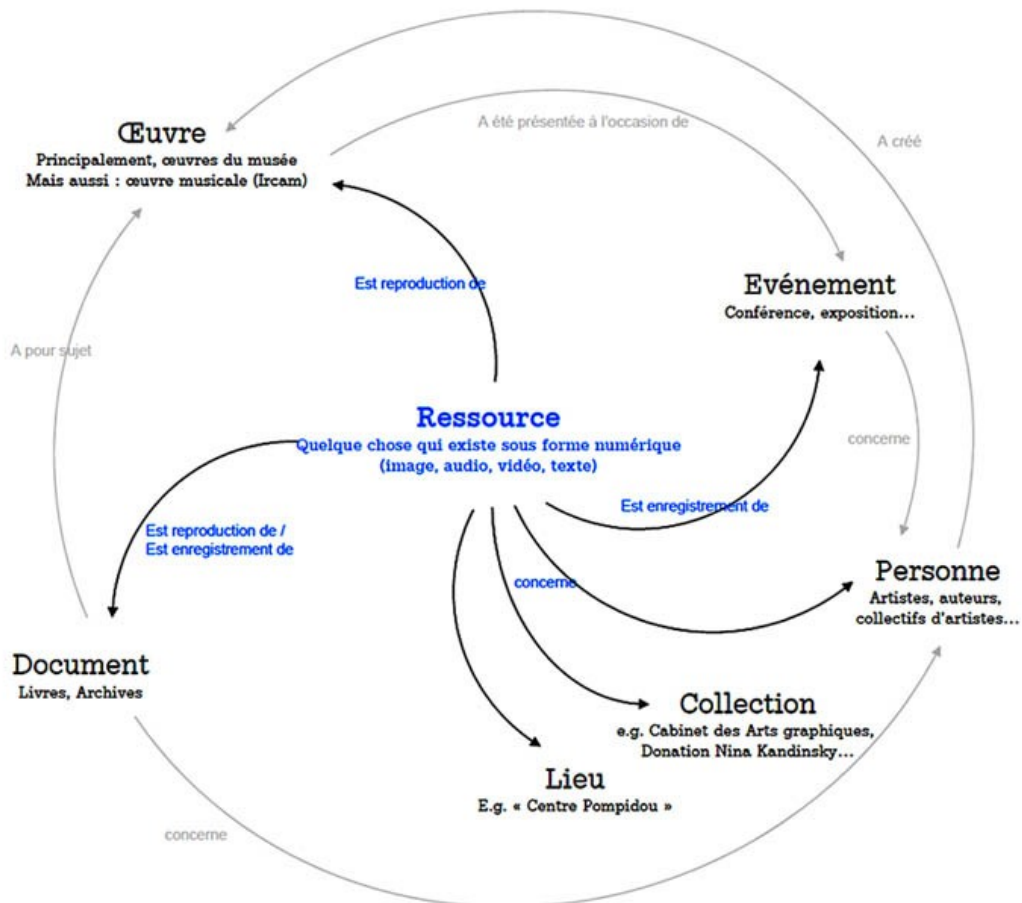 A été présentée à l'occasion de
Œuvre
Principalement, œuvres du musée
Mais aussi : œuvre musicale (Ircam)
A créé
Est reproduction de
Evénement
Conférence, exposition...
A pour sujet
Ressource
Quelque chose qui existe sous forme numérique
(image, audio, vidéo, texte)
concerne
Est enregistrement de
Est reproduction de /
Est enregistrement de
concerne
Personne
Artistes, auteurs,
collectifs d'artistes...
Document
Livres, Archives
Collection
e.g. Cabinet des Arts graphiques,
Donation Nina Kandinsky...
Lieu
E.g. « Centre Pompidou »
concerne